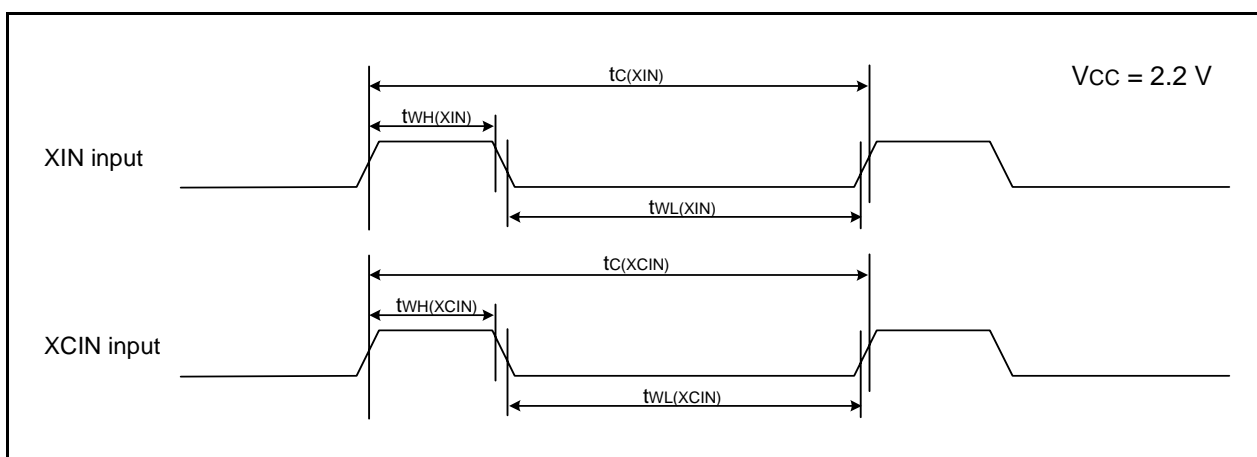 tC(XIN)
VCC = 2.2 V
tWH(XIN)
XIN input
tWL(XIN)
tC(XCIN)
tWH(XCIN)
XCIN input
tWL(XCIN)